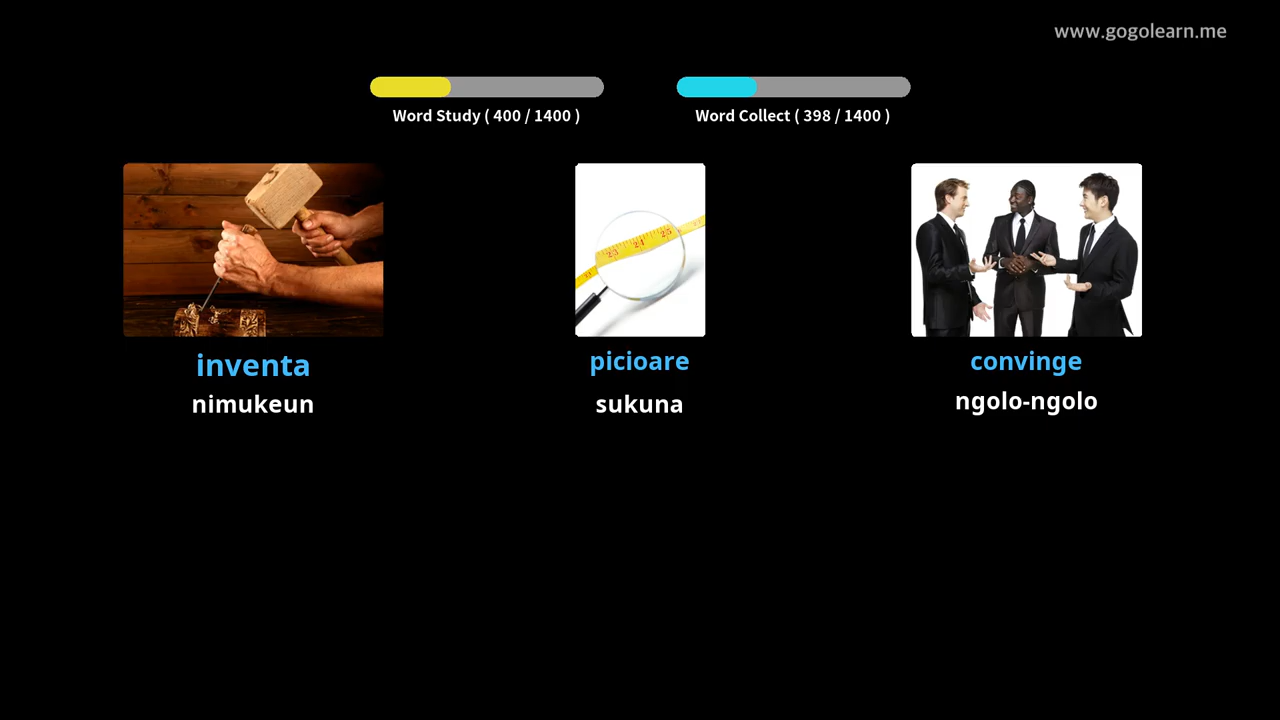 www.gogolearn.me
Word Study ( 400 / 1400 )
Word Collect ( 398 / 1400 )
inventa
nimukeun
picioare
sukuna
convinge
ngolo-ngolo